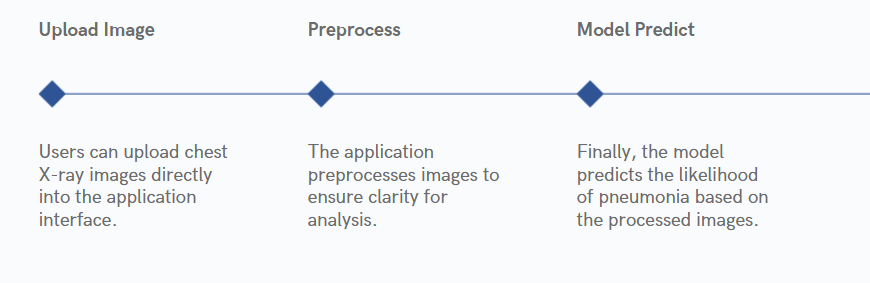 Upload Image
Preprocess
Model Predict
Users can upload chest
X-ray images directly
into the application
interface.
The application
preprocesses images to
ensure clarity for
analysis.
Finally, the model
predicts the likelihood
of pneumonia based on
the processed images.